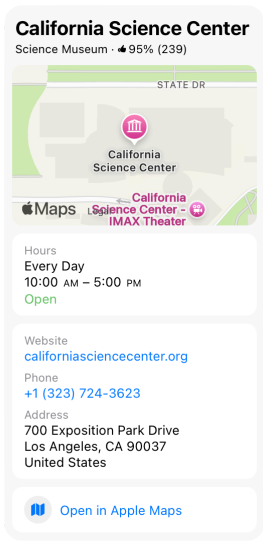 California Science Center
Science Museum · 95% (239)
STATE DR
California
Science Center
California
Science Center -
IMAX Theater
Maps
Legal
Hours
Every Day
10:00 AM – 5:00 PM
Open
Website
californiasciencecenter.org
Phone
+1 (323) 724-3623
Address
700 Exposition Park Drive
Los Angeles, CA 90037
United States
Open in Apple Maps